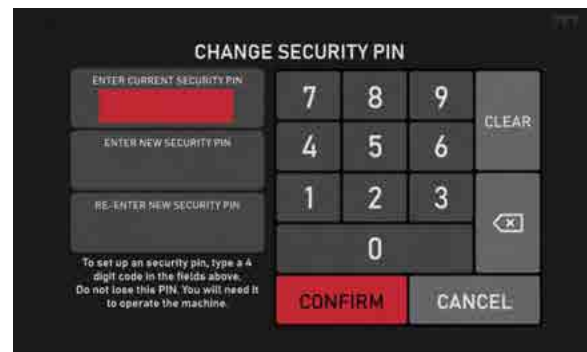 CHANGE SECURITY PIN
ENTER CURRENT SECURITY PIN
ENTER NEW SECURITY PIN
RE-ENTER NEW SECURITY PIN
To set up an security pin, type a 4
digit code in the fields above.
Do not lose this PIN. You will need it
to operate the machine.
7 8 9 CLEAR
4 5 6
1 2 3
0
CONFIRM CANCEL